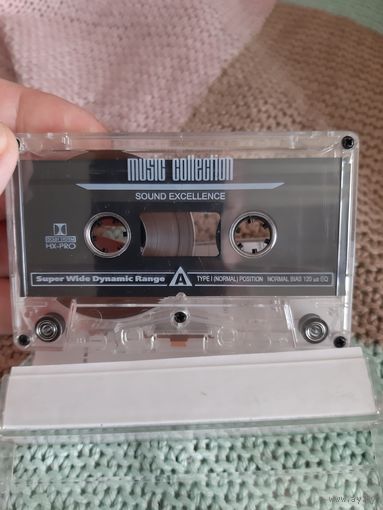 music collection
SOUND EXCELLENCE
DOLBY SYSTEM
HX-PRO
Super Wide Dynamic Range A TYPE I (NORMAL) POSITION NORMAL BIAS 120 µs EQ